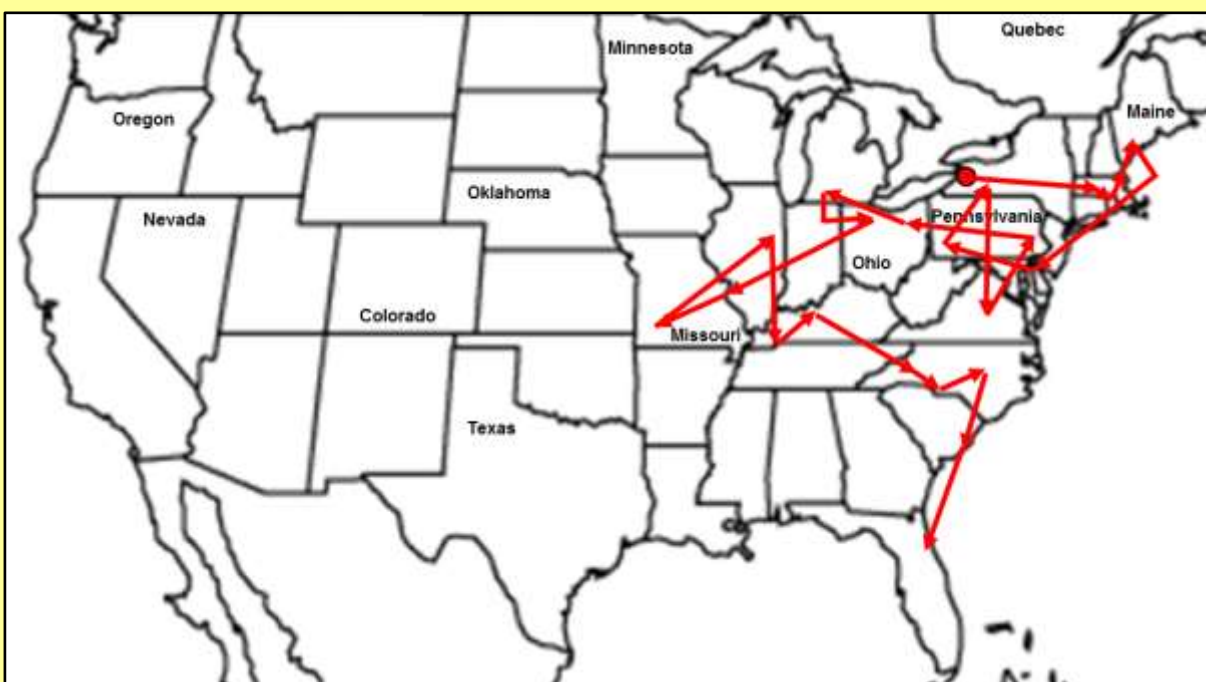 Quebec
Minnesota
Maine
Oregon
Oklahoma
Nevada
Pennsylvania
Ohio
Colorado
Missouri
Texas